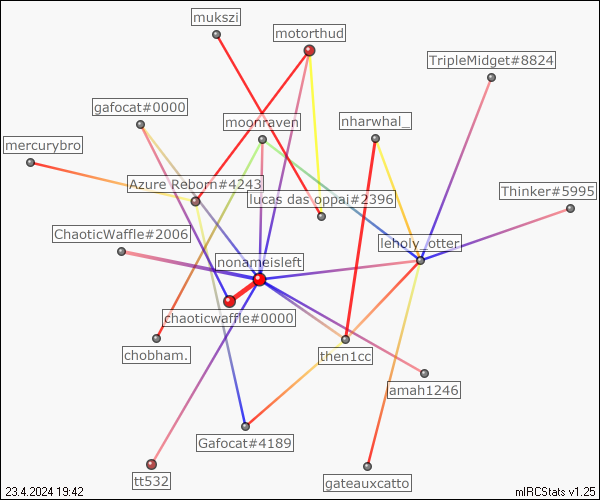 mukszi
motorthud
TripleMidget#8824
gafocat#0000
moonraven
nharwhal_
mercurybro
Azure Reborn#4243
lucas das oppai#2396
Thinker#5995
ChaoticWaffle#2006
leholy_otter
nonameisleft
chaoticwaffle#0000
chobham.
then1cc
amah1246
Gafocat#4189
tt532
gateauxcatto
23.4.2024 19:42
mIRCStats v1.25